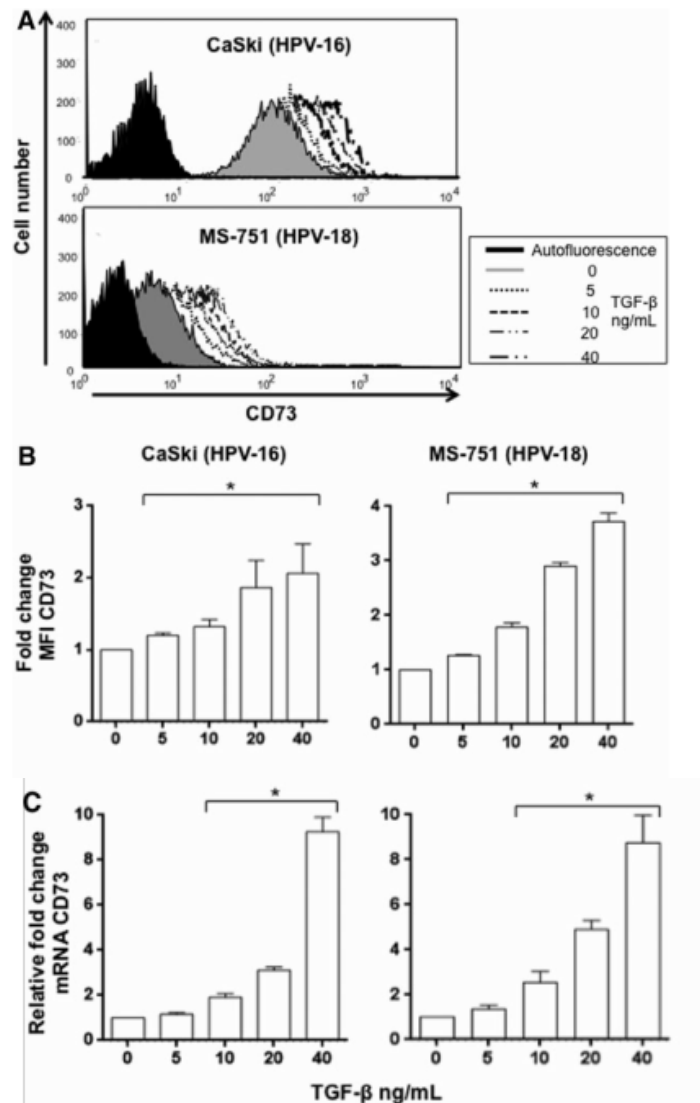 A
CaSki (HPV-16)
400
300
200
100
0
10^0 10^1 10^2 10^3 10^4
MS-751 (HPV-18)
400
300
200
100
0
10^0 10^1 10^2 10^3 10^4
Cell number
CD73
Autofluorescence
0
5
10
20
40
TGF-β
ng/mL
B
CaSki (HPV-16)
MS-751 (HPV-18)
Fold change
MFI CD73
3
2
1
0
*
0 5 10 20 40
4
3
2
1
0
*
0 5 10 20 40
C
Relative fold change
mRNA CD73
10
8
6
4
2
0
*
0 5 10 20 40
10
8
6
4
2
0
*
0 5 10 20 40
TGF-β ng/mL